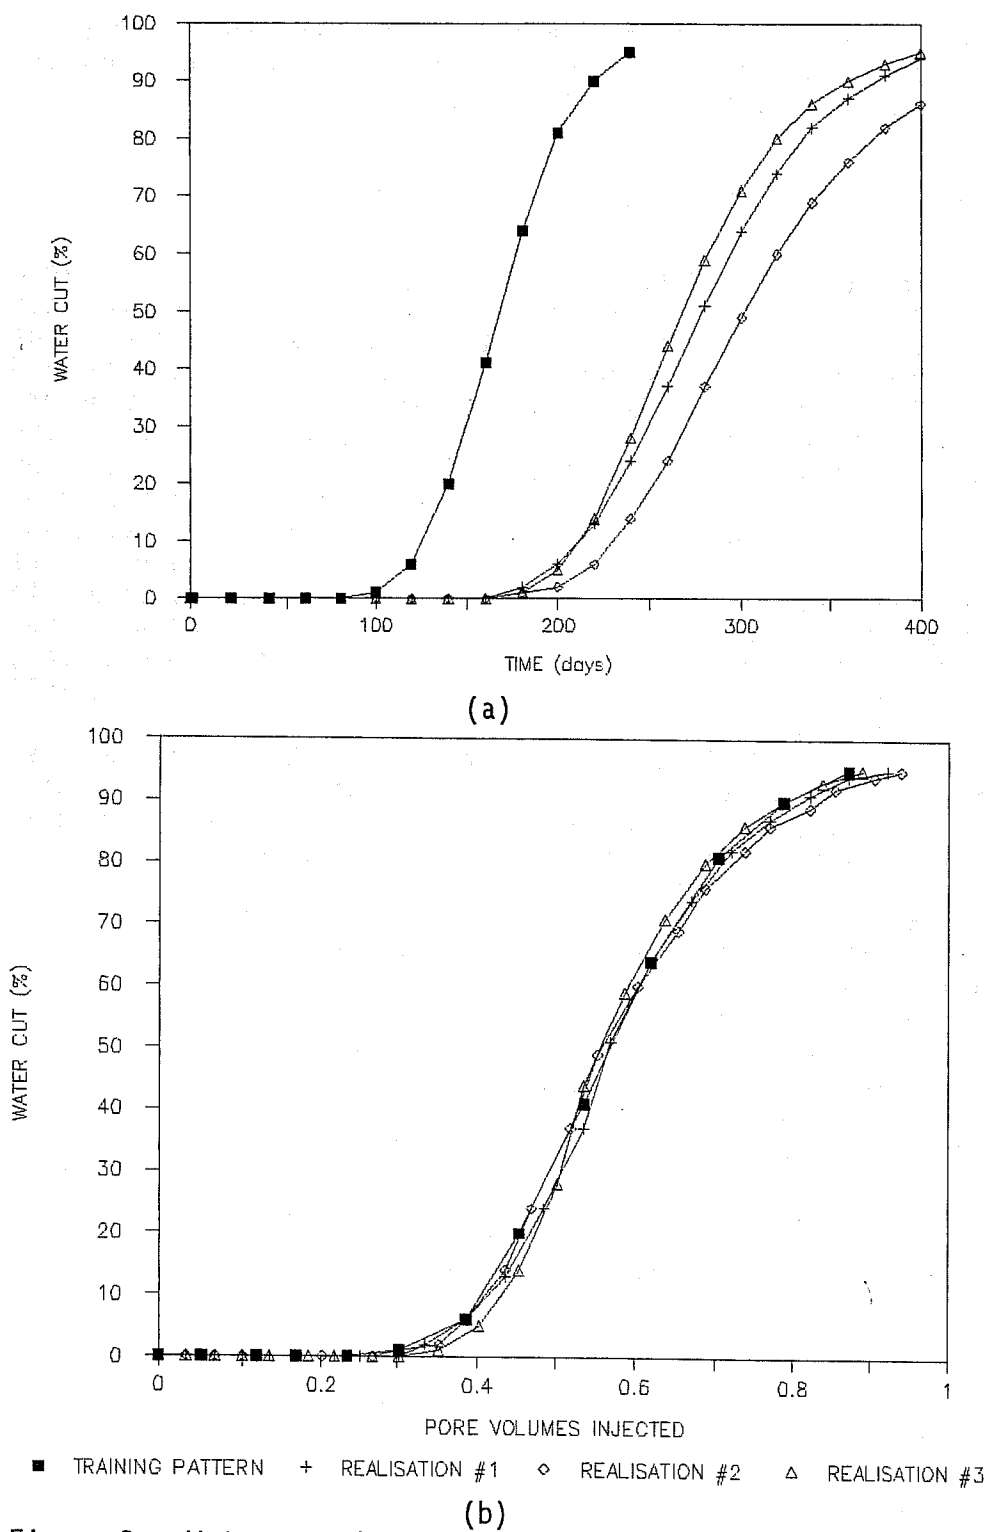 100
90
80
70
60
50
40
30
20
10
0
WATER CUT (%)
0 100 200 300 400
TIME (days)
(a)
100
90
80
70
60
50
40
30
20
10
0
WATER CUT (%)
0 0.2 0.4 0.6 0.8 1
PORE VOLUMES INJECTED
TRAINING PATTERN REALISATION #1 REALISATION #2 REALISATION #3
(b)